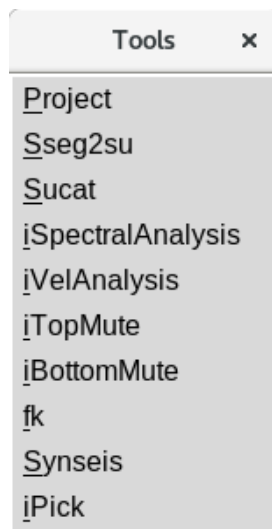 Tools ×
Project
Sseg2su
Sucat
iSpectralAnalysis
iVelAnalysis
iTopMute
iBottomMute
fk
Synseis
iPick